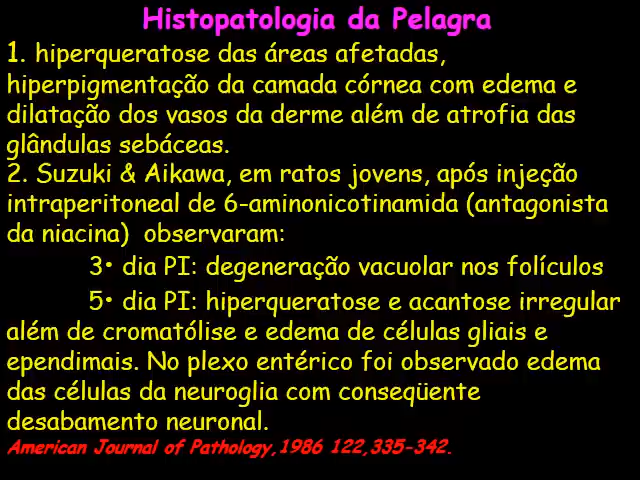 Histopatologia da Pelagra
1. hiperqueratose das áreas afetadas,
hiperpigmentação da camada córnea com edema e
dilatação dos vasos da derme além de atrofia das
glândulas sebáceas.
2. Suzuki & Aikawa, em ratos jovens, após injeção
intraperitoneal de 6-aminonicotinamida (antagonista
da niacina) observaram:
3• dia PI: degeneração vacuolar nos folículos
5• dia PI: hiperqueratose e acantose irregular
além de cromatólise e edema de células gliais e
ependimais. No plexo entérico foi observado edema
das células da neuroglia com conseqüente
desabamento neuronal.
American Journal of Pathology,1986 122,335-342.